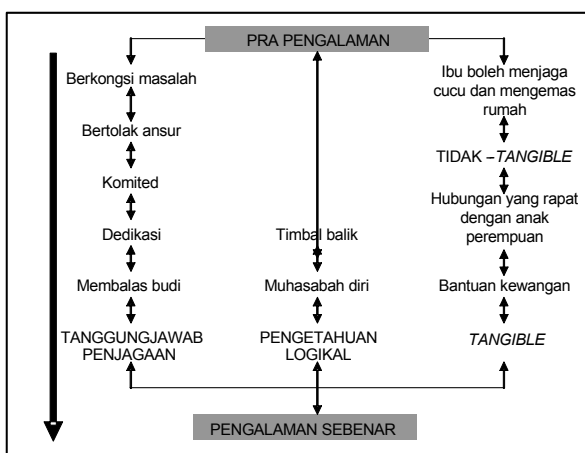 PRA PENGALAMAN
Berkongsi masalah
Bertolak ansur
Komited
Dedikasi
Membalas budi
TANGGUNGJAWAB
PENJAGAAN
Timbal balik
Muhasabah diri
PENGETAHUAN
LOGIKAL
Ibu boleh menjaga
cucu dan mengemas
rumah
TIDAK –TANGIBLE
Hubungan yang rapat
dengan anak
perempuan
Bantuan kewangan
TANGIBLE
PENGALAMAN SEBENAR